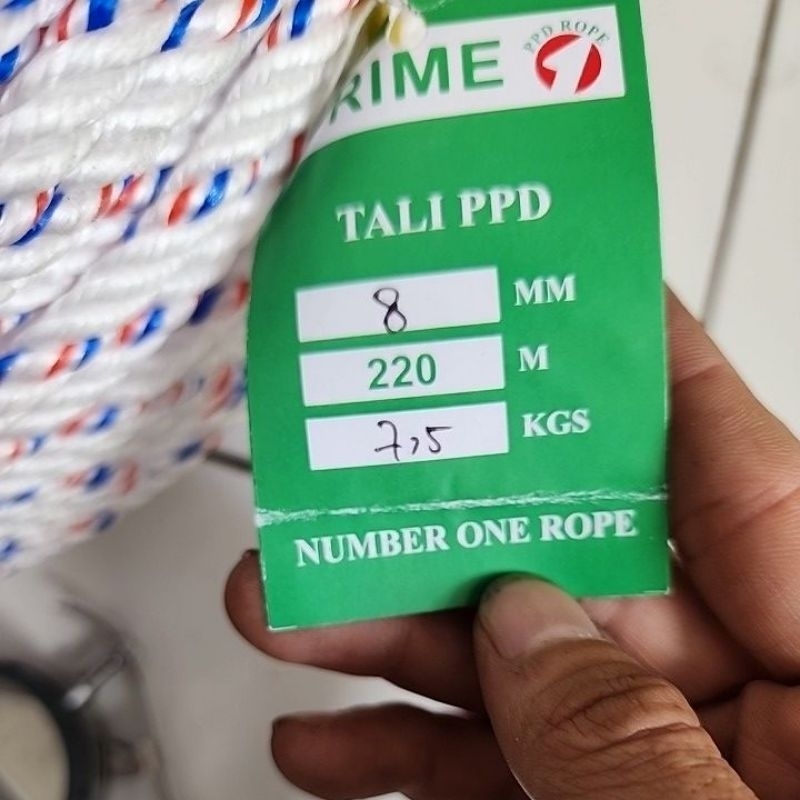 RIME
PPD ROPE
TALI PPD
8 MM
220 M
7,5 KGS
NUMBER ONE ROPE